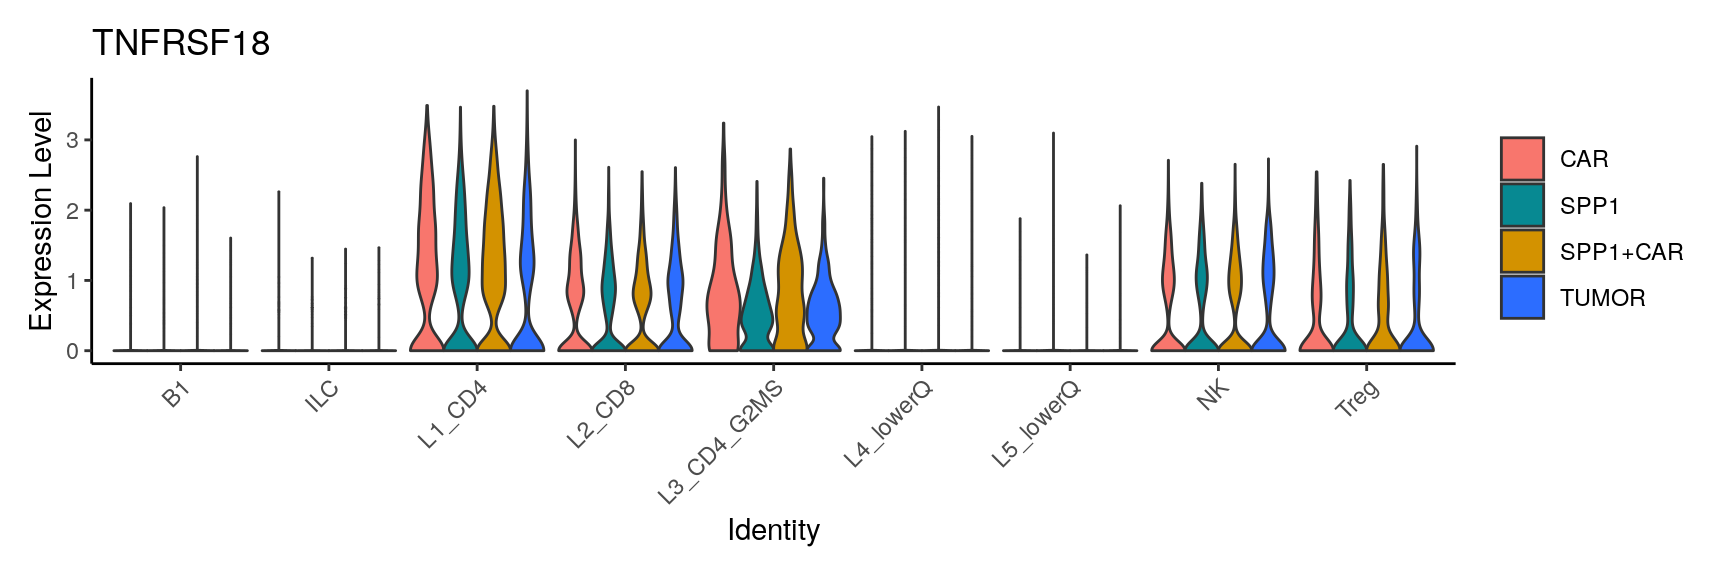 TNFRSF18
Expression Level
3
2
1
0
B1
ILC
L1_CD4
L2_CD8
L3_CD4_G2MS
L4_lowerQ
L5_lowerQ
NK
Treg
Identity
CAR
SPP1
SPP1+CAR
TUMOR